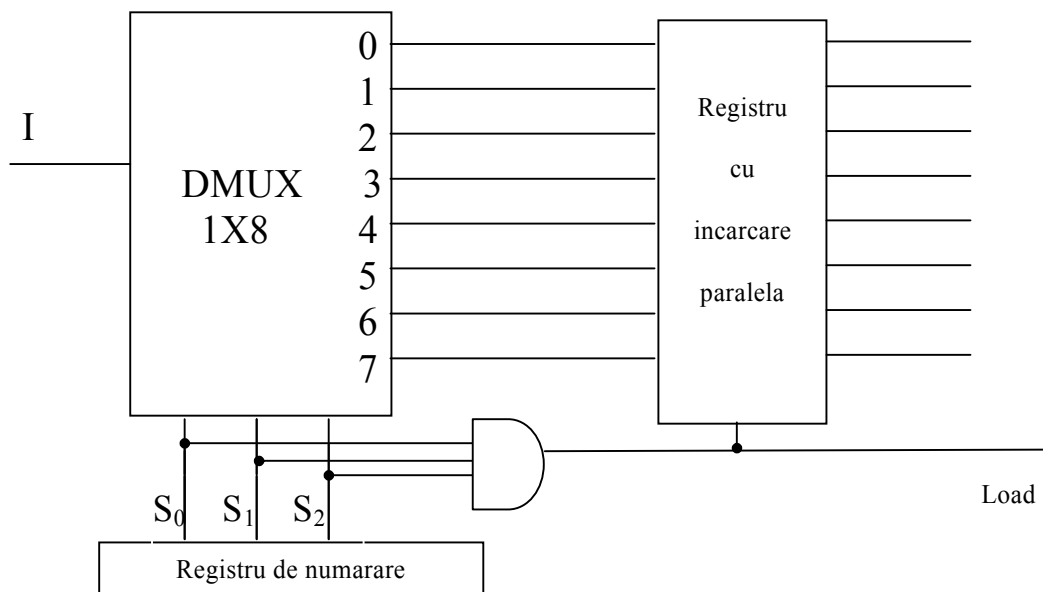 I
DMUX
1X8
0
1
2
3
4
5
6
7
Registru
cu
incarcare
paralela
S₀ S₁ S₂
Load
Registru de numarare